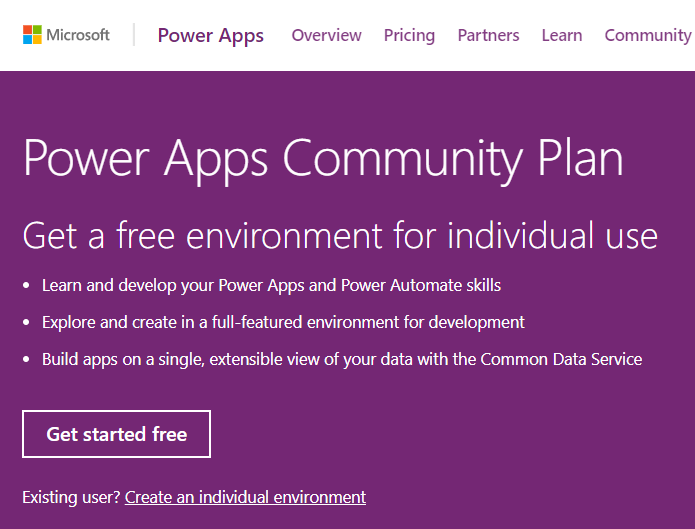 Microsoft Power Apps Overview Pricing Partners Learn Community
Power Apps Community Plan
Get a free environment for individual use
• Learn and develop your Power Apps and Power Automate skills
• Explore and create in a full-featured environment for development
• Build apps on a single, extensible view of your data with the Common Data Service
Get started free
Existing user? Create an individual environment